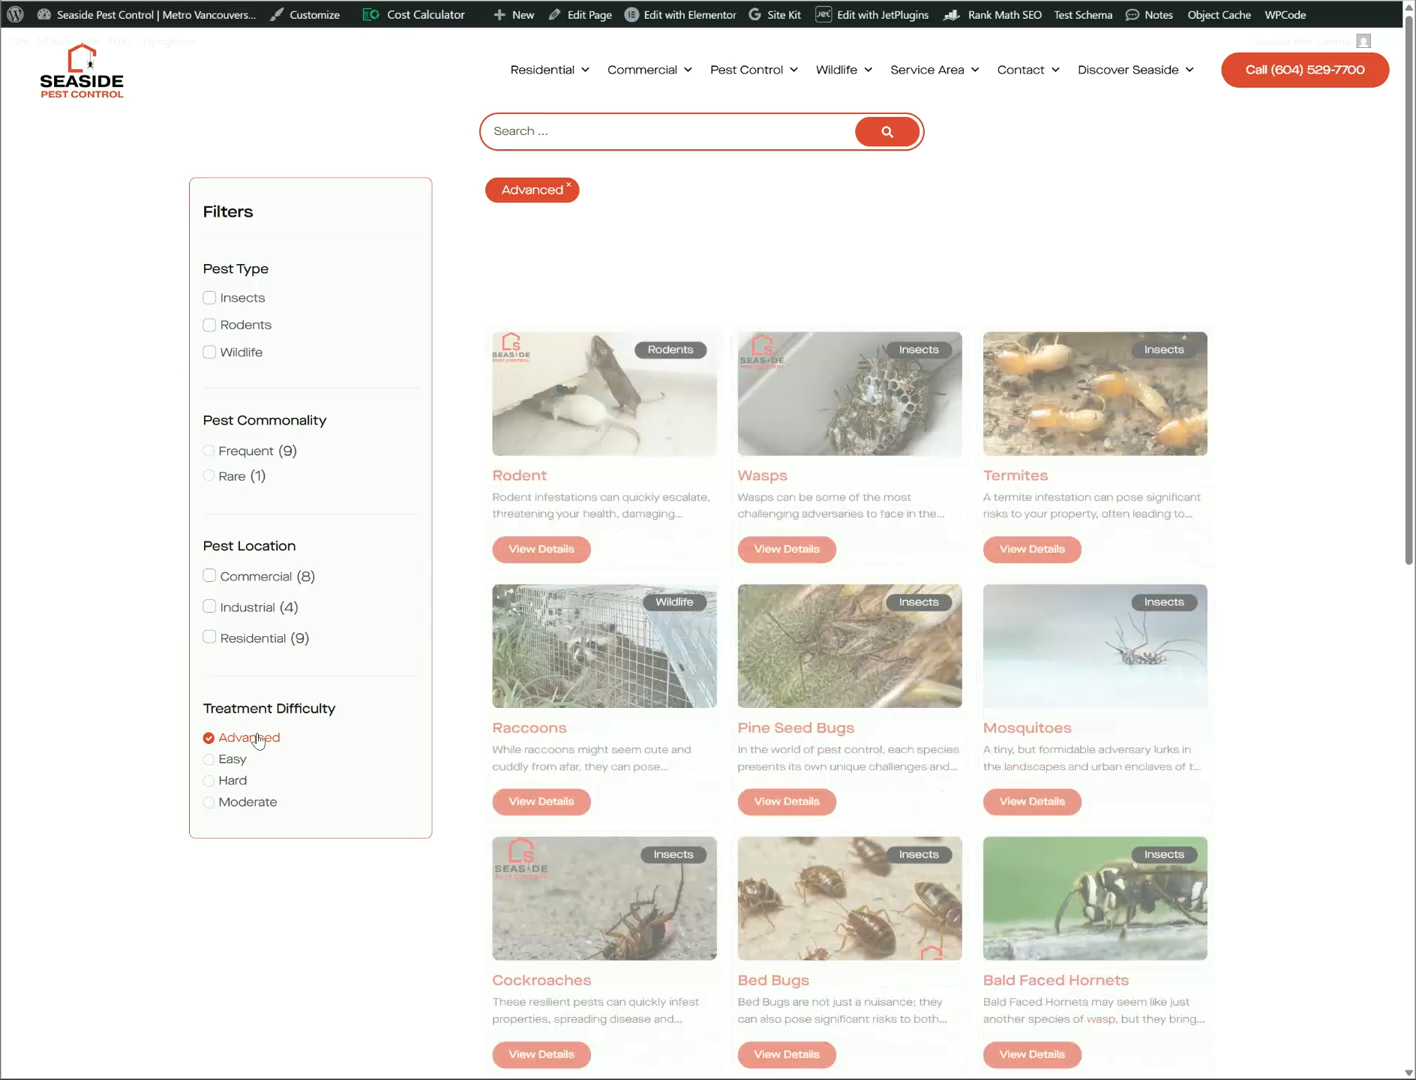 Seaside Pest Control | Metro Vancouvers...
Customize
Cost Calculator
New
Edit Page
Edit with Elementor
Site Kit
Edit with JetPlugins
Rank Math SEO
Test Schema
Notes
Object Cache
WPCode
SEASIDE
PEST CONTROL
Residential
Commercial
Pest Control
Wildlife
Service Area
Contact
Discover Seaside
Call (604) 529-7700
Search ...
Advanced ×
Filters
Pest Type
Insects
Rodents
Wildlife
Pest Commonality
Frequent (9)
Rare (1)
Pest Location
Commercial (8)
Industrial (4)
Residential (9)
Treatment Difficulty
Advanced
Easy
Hard
Moderate
SEASIDE
PEST CONTROL
Rodents
Rodent
Rodent infestations can quickly escalate,
threatening your health, damaging...
View Details
SEASIDE
PEST CONTROL
Insects
Wasps
Wasps can be some of the most
challenging adversaries to face in the...
View Details
Insects
Termites
A termite infestation can pose significant
risks to your property, often leading to...
View Details
Wildlife
Raccoons
While raccoons might seem cute and
cuddly from afar, they can pose...
View Details
Insects
Pine Seed Bugs
In the world of pest control, each species
presents its own unique challenges and...
View Details
Insects
Mosquitoes
A tiny, but formidable adversary lurks in
the landscapes and urban enclaves of t...
View Details
SEASIDE
PEST CONTROL
Insects
Cockroaches
These resilient pests can quickly infest
properties, spreading disease and...
View Details
Insects
Bed Bugs
Bed Bugs are not just a nuisance; they
can also pose significant risks to both...
View Details
Insects
Bald Faced Hornets
Bald Faced Hornets may seem like just
another species of wasp, but they bring...
View Details